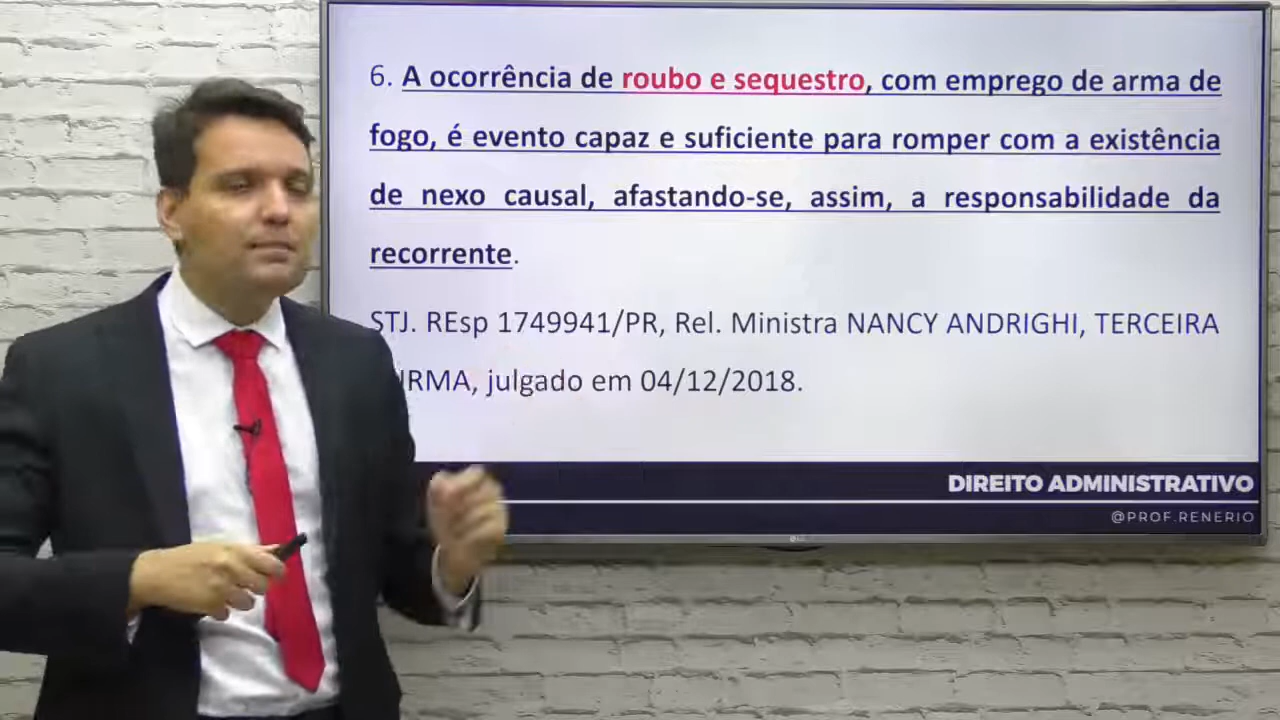 6. A ocorrência de roubo e sequestro, com emprego de arma de
fogo, é evento capaz e suficiente para romper com a existência
de nexo causal, afastando-se, assim, a responsabilidade da
recorrente.
STJ. REsp 1749941/PR, Rel. Ministra NANCY ANDRIGHI, TERCEIRA
julgado em 04/12/2018.
DIREITO ADMINISTRATIVO
@PROF.RENERIO
LG